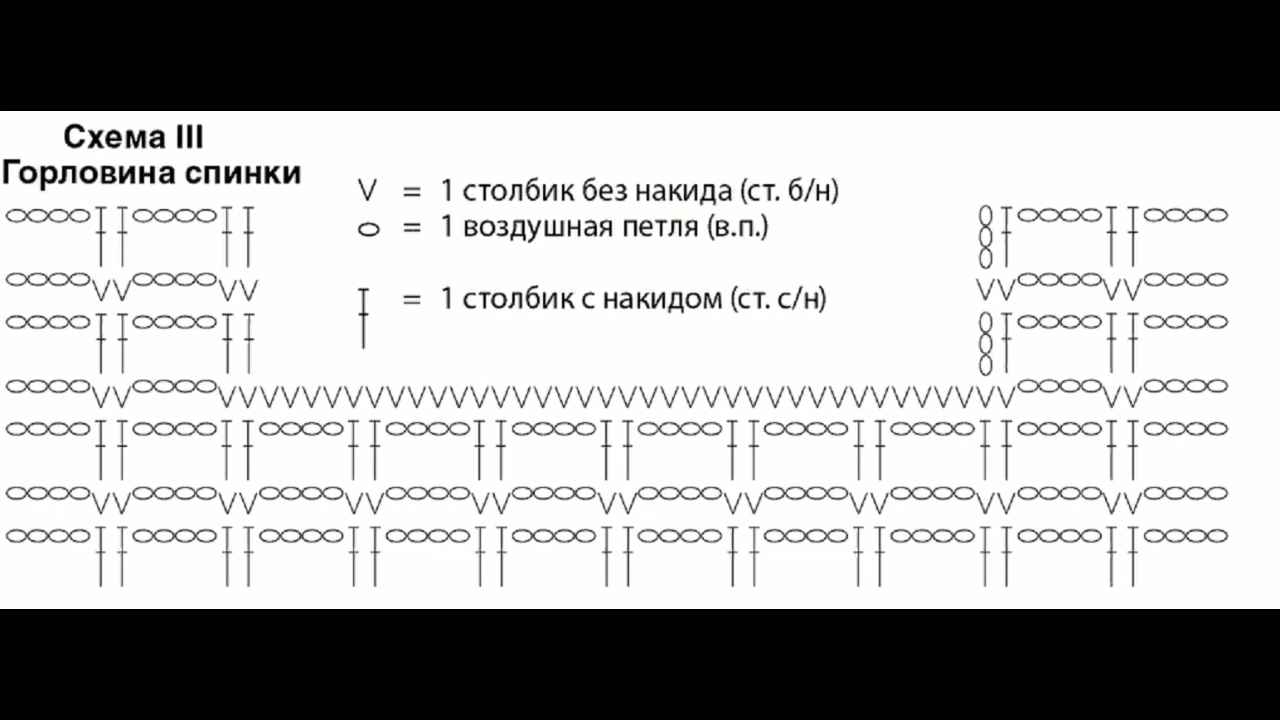 Схема III
Горловина спинки
V = 1 столбик без накида (ст. б/н)
= 1 воздушная петля (в.п.)
= 1 столбик с накидом (ст. с/н)